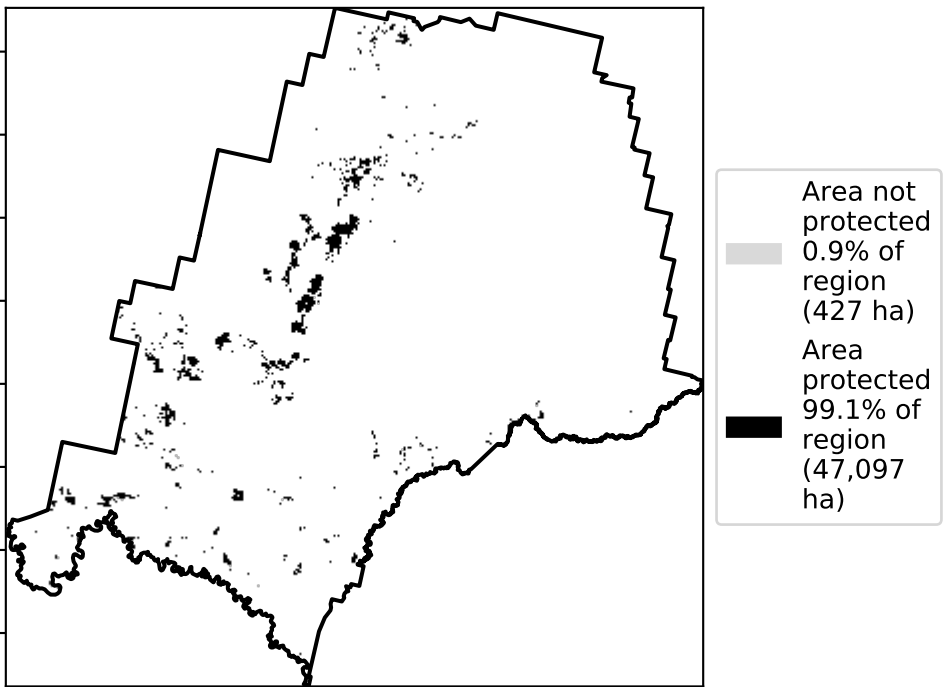 Area not
protected
0.9% of
region
(427 ha)
Area
protected
99.1% of
region
(47,097
ha)